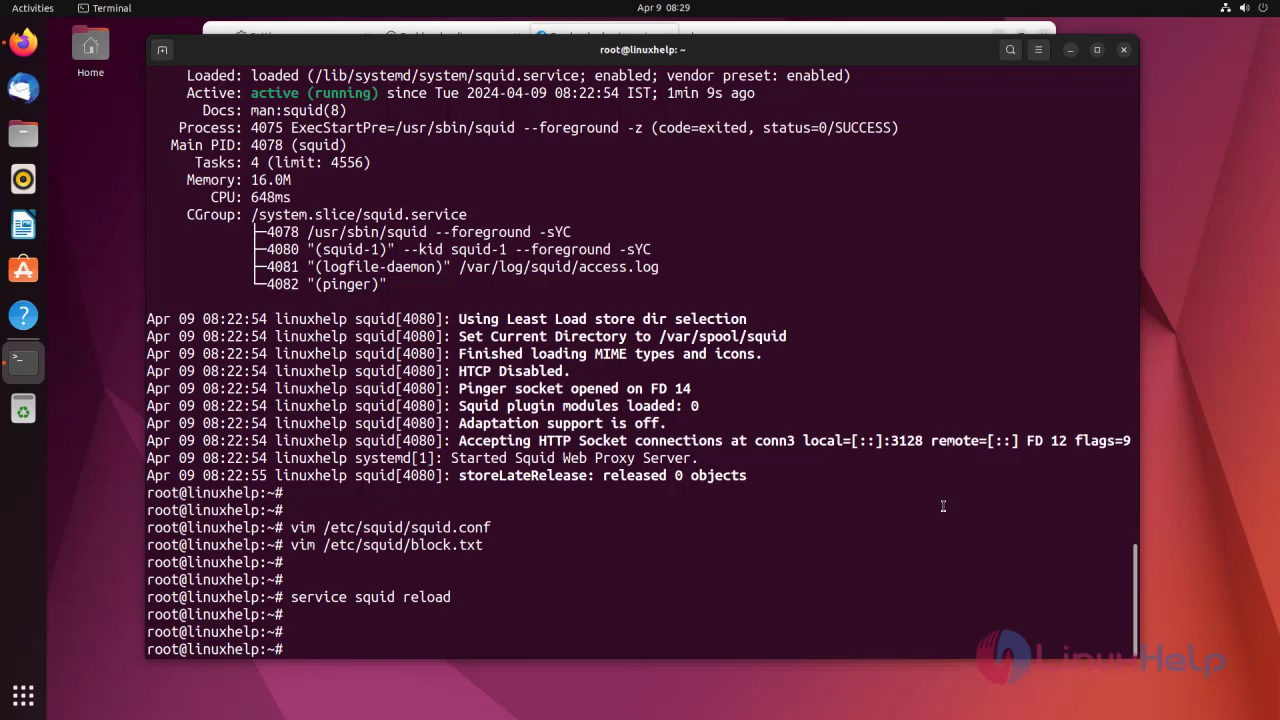 Activities
Terminal
Apr 9 08:29
Home
root@linuxhelp: ~
Loaded: loaded (/lib/systemd/system/squid.service; enabled; vendor preset: enabled)
Active: active (running) since Tue 2024-04-09 08:22:54 IST; 1min 9s ago
Docs: man:squid(8)
Process: 4075 ExecStartPre=/usr/sbin/squid --foreground -z (code=exited, status=0/SUCCESS)
Main PID: 4078 (squid)
Tasks: 4 (limit: 4556)
Memory: 16.0M
CPU: 648ms
CGroup: /system.slice/squid.service
├─4078 /usr/sbin/squid --foreground -sYC
├─4080 "(squid-1)" --kid squid-1 --foreground -sYC
├─4081 "(logfile-daemon)" /var/log/squid/access.log
└─4082 "(pinger)"
Apr 09 08:22:54 linuxhelp squid[4080]: Using Least Load store dir selection
Apr 09 08:22:54 linuxhelp squid[4080]: Set Current Directory to /var/spool/squid
Apr 09 08:22:54 linuxhelp squid[4080]: Finished loading MIME types and icons.
Apr 09 08:22:54 linuxhelp squid[4080]: HTCP Disabled.
Apr 09 08:22:54 linuxhelp squid[4080]: Pinger socket opened on FD 14
Apr 09 08:22:54 linuxhelp squid[4080]: Squid plugin modules loaded: 0
Apr 09 08:22:54 linuxhelp squid[4080]: Adaptation support is off.
Apr 09 08:22:54 linuxhelp squid[4080]: Accepting HTTP Socket connections at conn3 local=[::]:3128 remote=[::] FD 12 flags=9
Apr 09 08:22:54 linuxhelp systemd[1]: Started Squid Web Proxy Server.
Apr 09 08:22:55 linuxhelp squid[4080]: storeLateRelease: released 0 objects
root@linuxhelp:~#
root@linuxhelp:~#
root@linuxhelp:~# vim /etc/squid/squid.conf
root@linuxhelp:~# vim /etc/squid/block.txt
root@linuxhelp:~#
root@linuxhelp:~#
root@linuxhelp:~# service squid reload
root@linuxhelp:~#
root@linuxhelp:~#
root@linuxhelp:~#
LinuxHelp